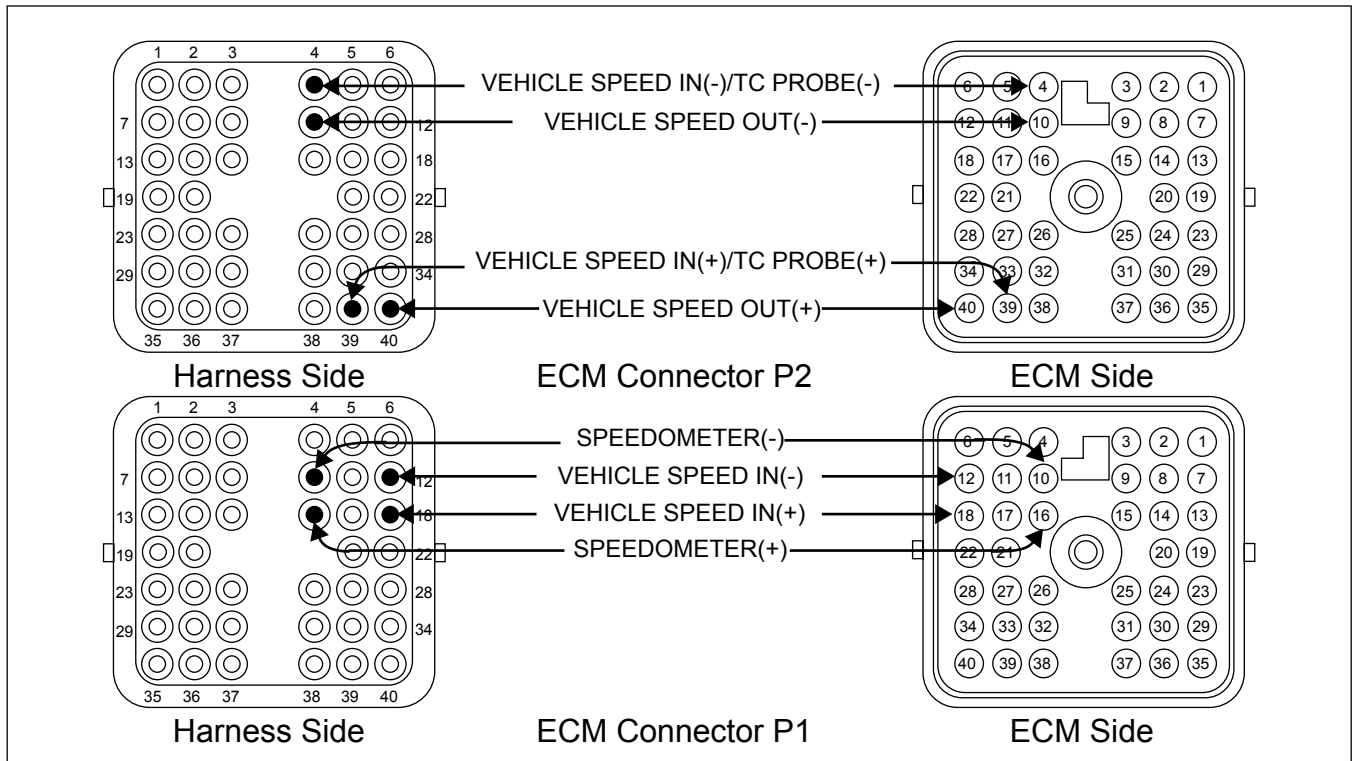 1 2 3 4 5 6
VEHICLE SPEED IN(-)/TC PROBE(-)
6 5 4 3 2 1
7 12
VEHICLE SPEED OUT(-)
12 11 10 9 8 7
13 18
18 17 16 15 14 13
19 22
22 21 20 19
23 28
28 27 26 25 24 23
VEHICLE SPEED IN(+)/TC PROBE(+)
29 34
34 33 32 31 30 29
VEHICLE SPEED OUT(+)
40 39 38 37 36 35
35 36 37 38 39 40
Harness Side ECM Connector P2 ECM Side
1 2 3 4 5 6
SPEEDOMETER(-)
6 5 4 3 2 1
7 12
VEHICLE SPEED IN(-)
12 11 10 9 8 7
13 18
VEHICLE SPEED IN(+)
18 17 16 15 14 13
19 22
SPEEDOMETER(+)
22 21 20 19
23 28
28 27 26 25 24 23
29 34
34 33 32 31 30 29
40 39 38 37 36 35
35 36 37 38 39 40
Harness Side ECM Connector P1 ECM Side